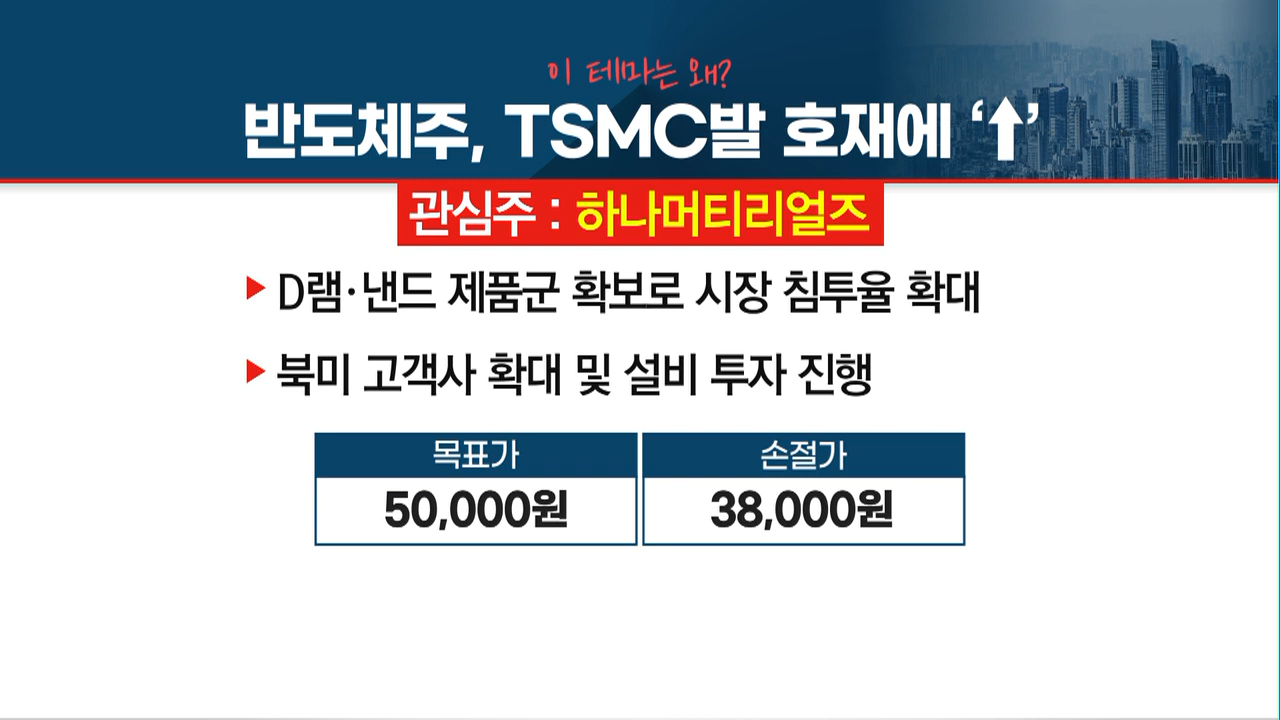 이 테마는 왜?
반도체주, TSMC발 호재에 ‘⬆’
관심주 : 하나머티리얼즈
▶ D램·낸드 제품군 확보로 시장 침투율 확대
▶ 북미 고객사 확대 및 설비 투자 진행
목표가 손절가
50,000원 38,000원